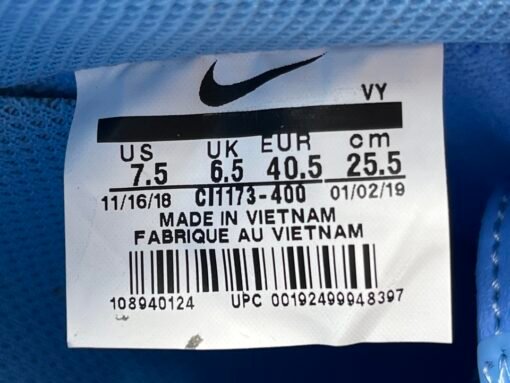 VY
US UK EUR cm
7.5 6.5 40.5 25.5
11/16/18 CI1173-400 01/02/19
MADE IN VIETNAM
FABRIQUE AU VIETNAM
108940124 UPC 00192499948397